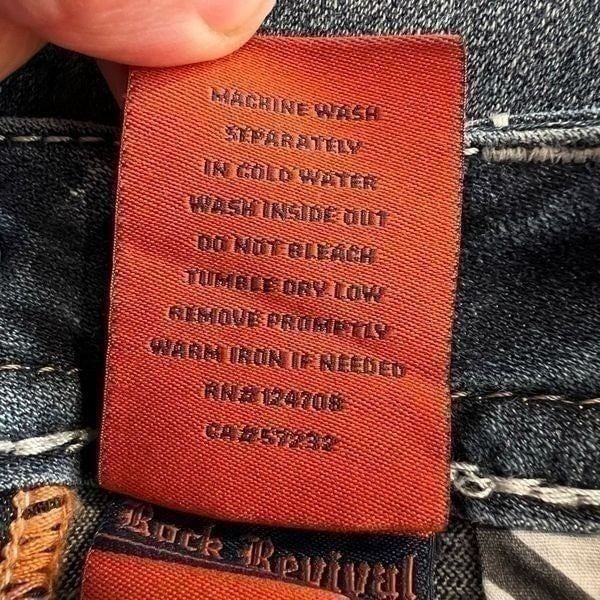 MACHINE WASH
SEPARATELY
IN COLD WATER
WASH INSIDE OUT
DO NOT BLEACH
TUMBLE DRY LOW
REMOVE PROMPTLY
WARM IRON IF NEEDED
RN# 124708
CA# 57232
Rock Revival